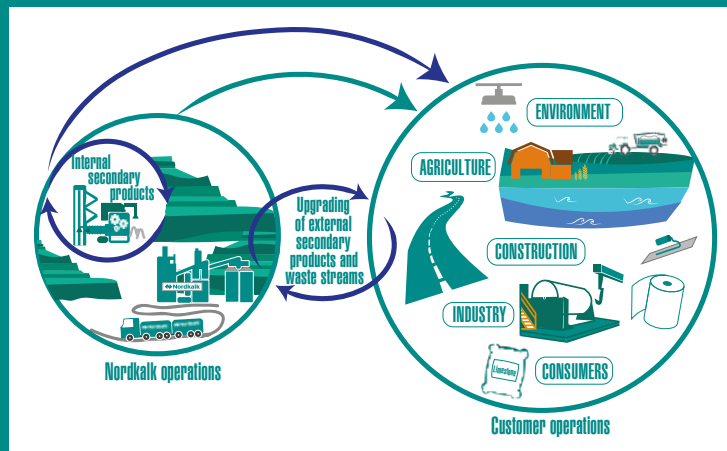 ENVIRONMENT
AGRICULTURE
Internal
secondary
products
Upgrading
of external
secondary
products and
waste streams
CONSTRUCTION
Nordkalk
INDUSTRY
Limestone
CONSUMERS
Nordkalk operations
Customer operations